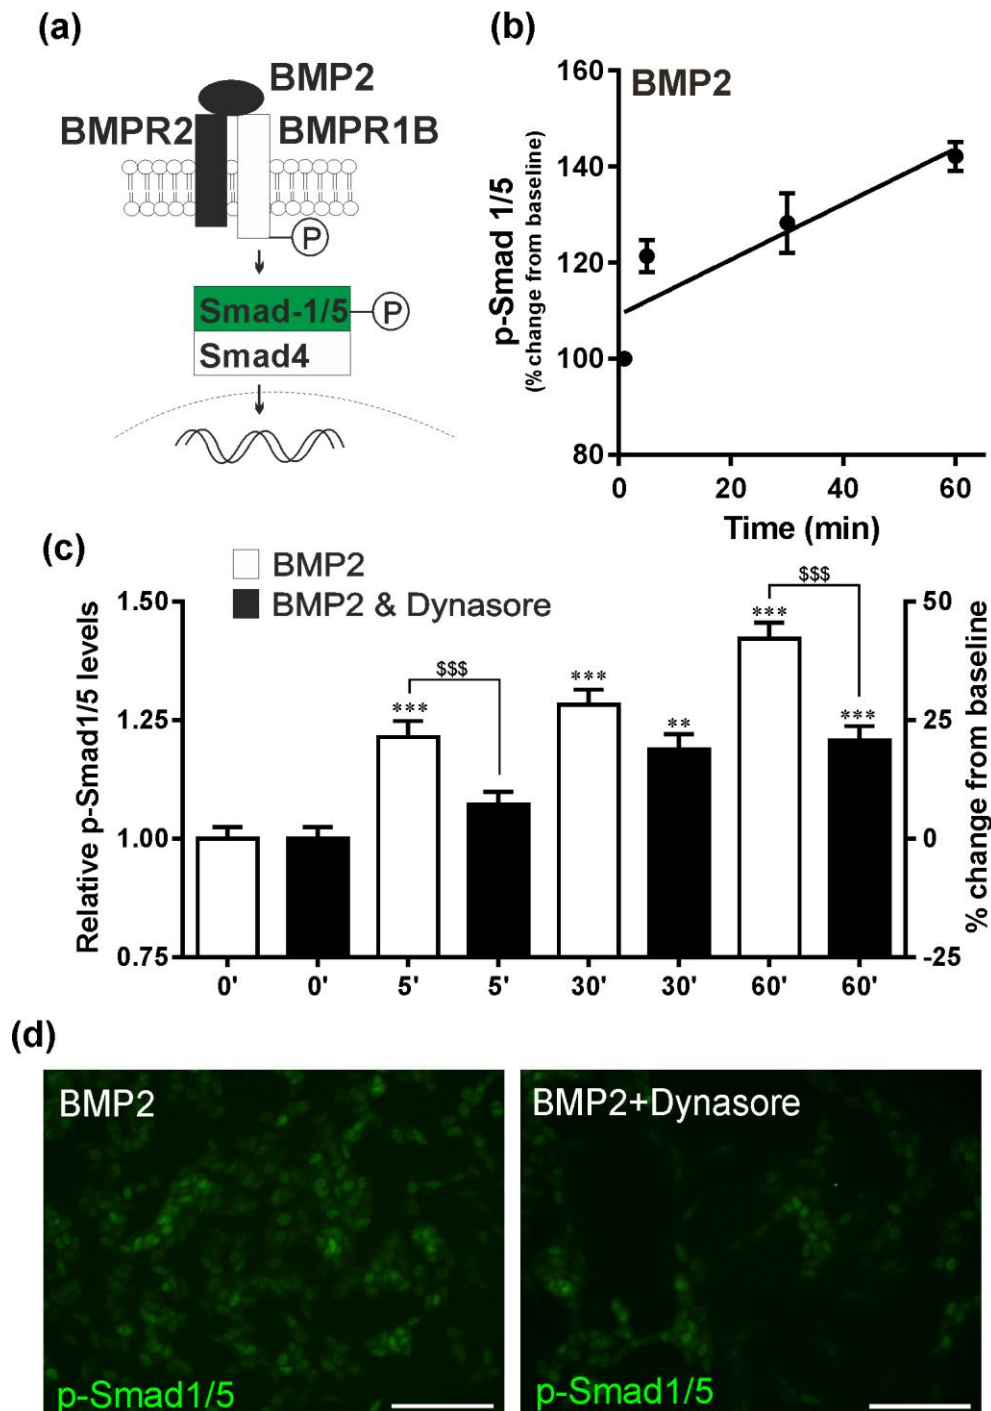 (a)
BMP2
BMPR2
BMPR1B
P
Smad-1/5
P
Smad4
(b)
BMP2
p-Smad 1/5
(% change from baseline)
160
140
120
100
80
0 20 40 60
Time (min)
(c)
BMP2
BMP2 & Dynasore
Relative p-Smad1/5 levels
1.50
1.25
1.00
0.75
*** $$$ *** ** *** $$$ ***
50
25
0
-25
% change from baseline
0' 0' 5' 5' 30' 30' 60' 60'
(d)
BMP2
p-Smad1/5
BMP2+Dynasore
p-Smad1/5